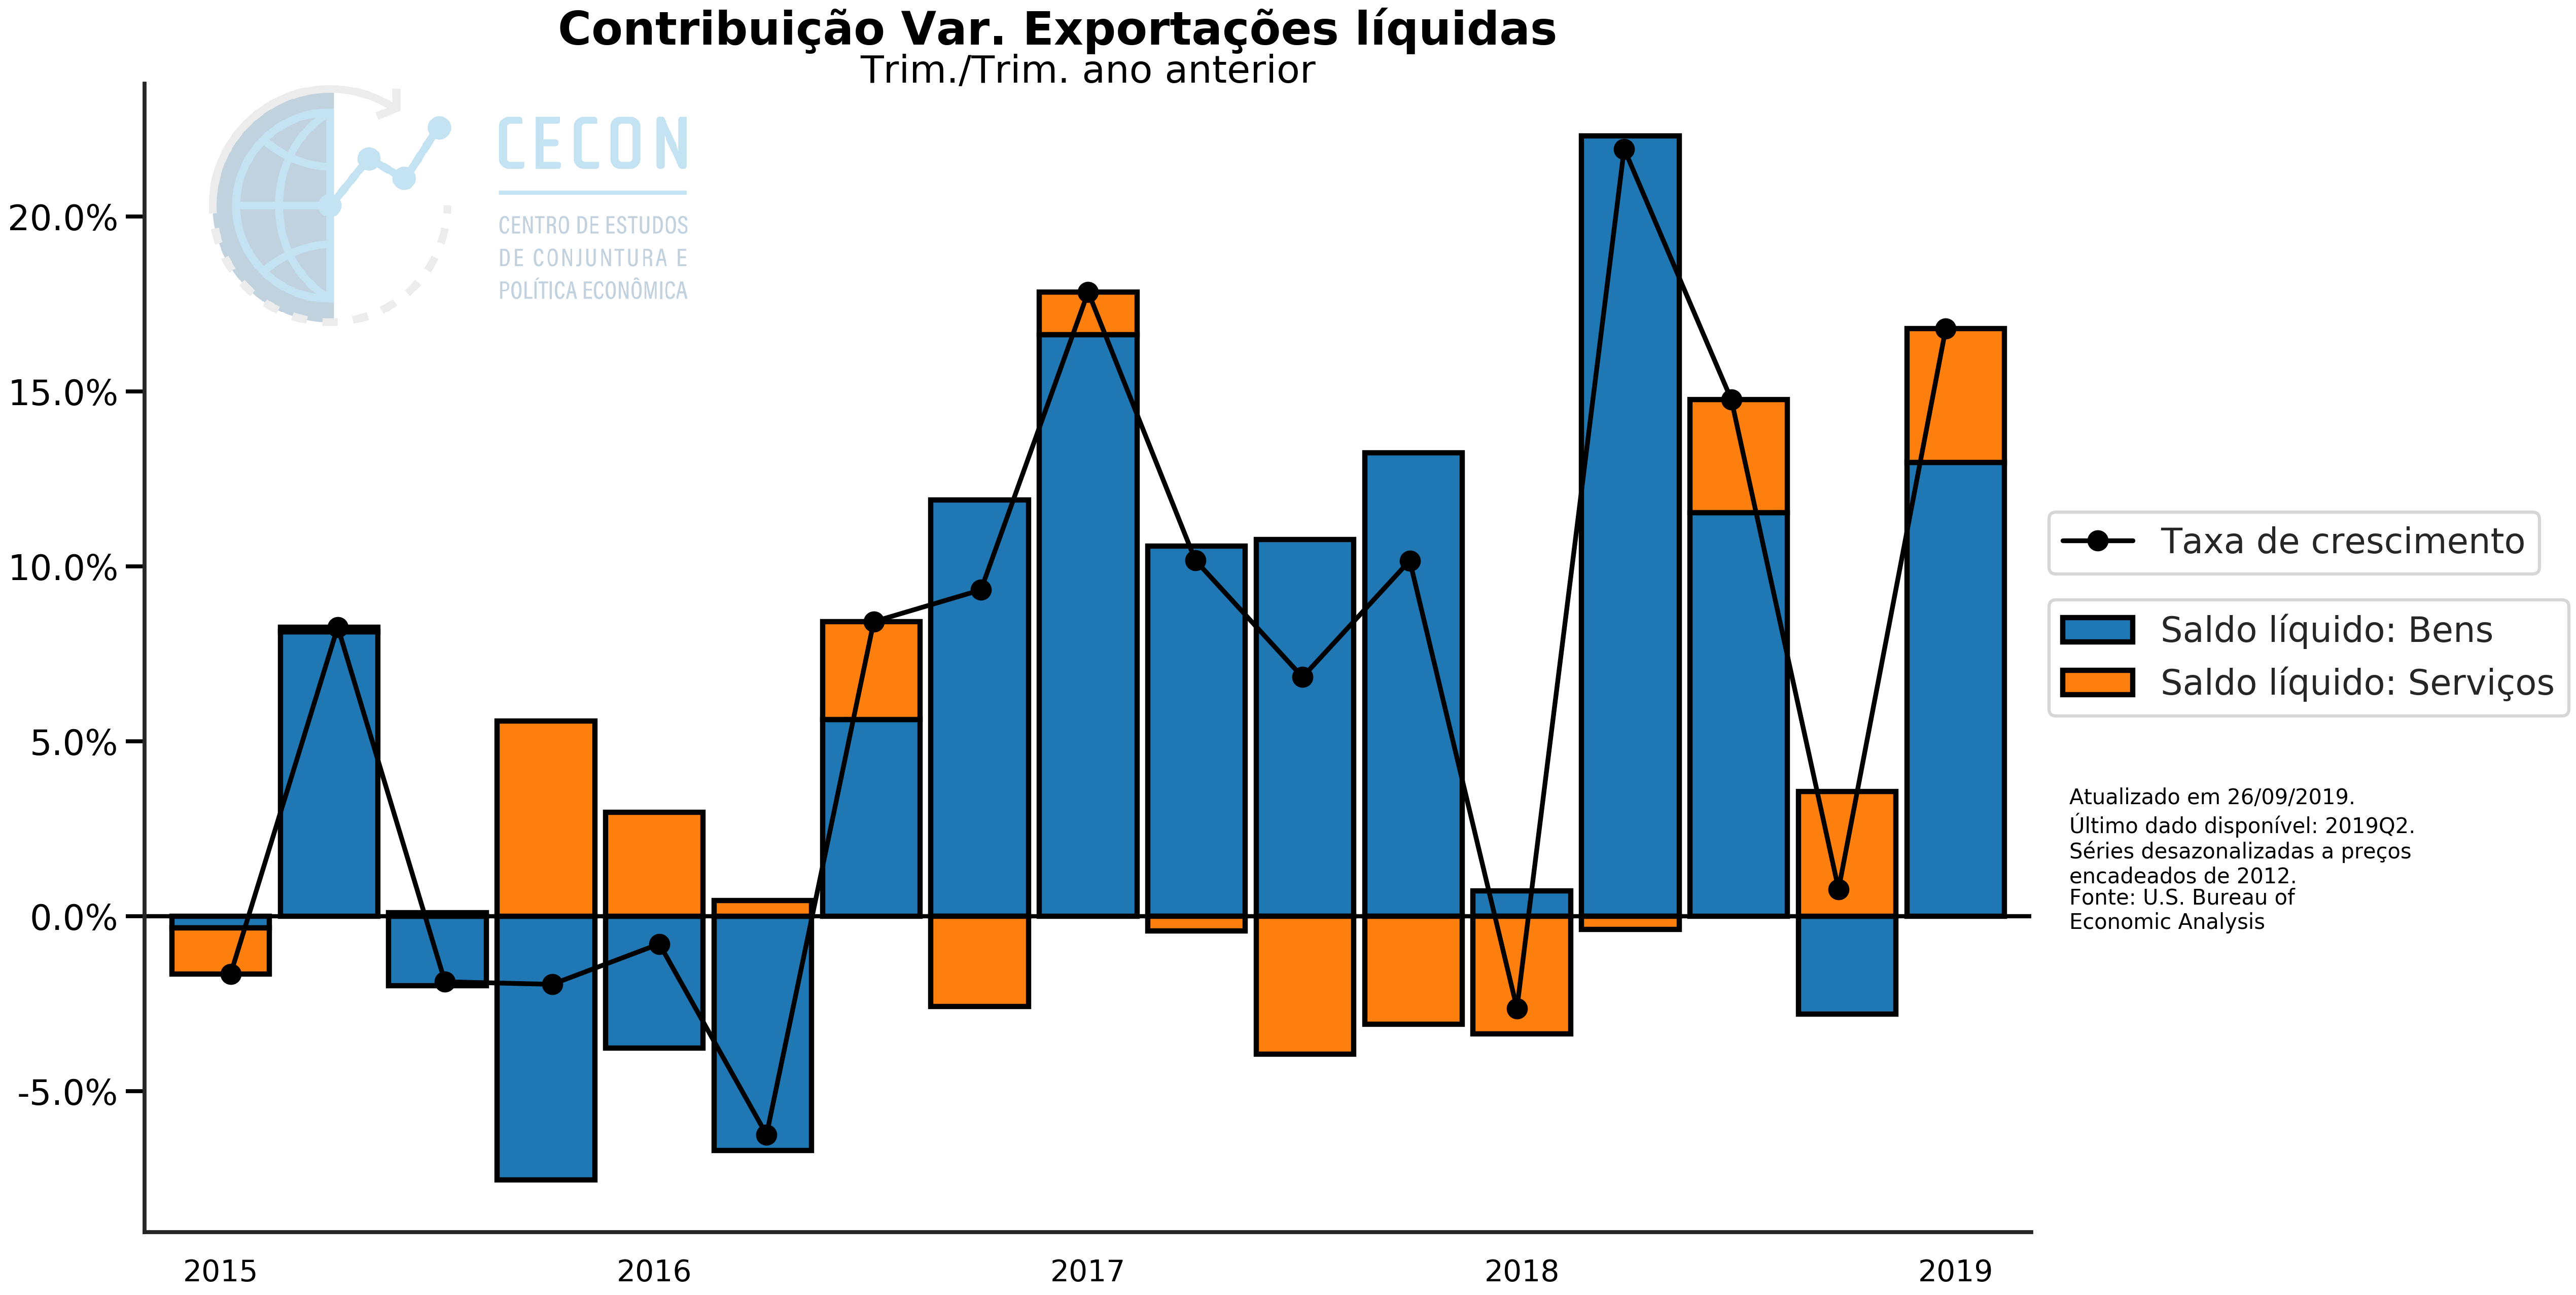 Contribuição Var. Exportações líquidas
Trim./Trim. ano anterior
CECON
CENTRO DE ESTUDOS
DE CONJUNTURA E
POLÍTICA ECONÔMICA
20.0%
15.0%
10.0%
5.0%
0.0%
-5.0%
2015
2016
2017
2018
2019
Taxa de crescimento
Saldo líquido: Bens
Saldo líquido: Serviços
Atualizado em 26/09/2019.
Último dado disponível: 2019Q2.
Séries desazonalizadas a preços
encadeados de 2012.
Fonte: U.S. Bureau of
Economic Analysis